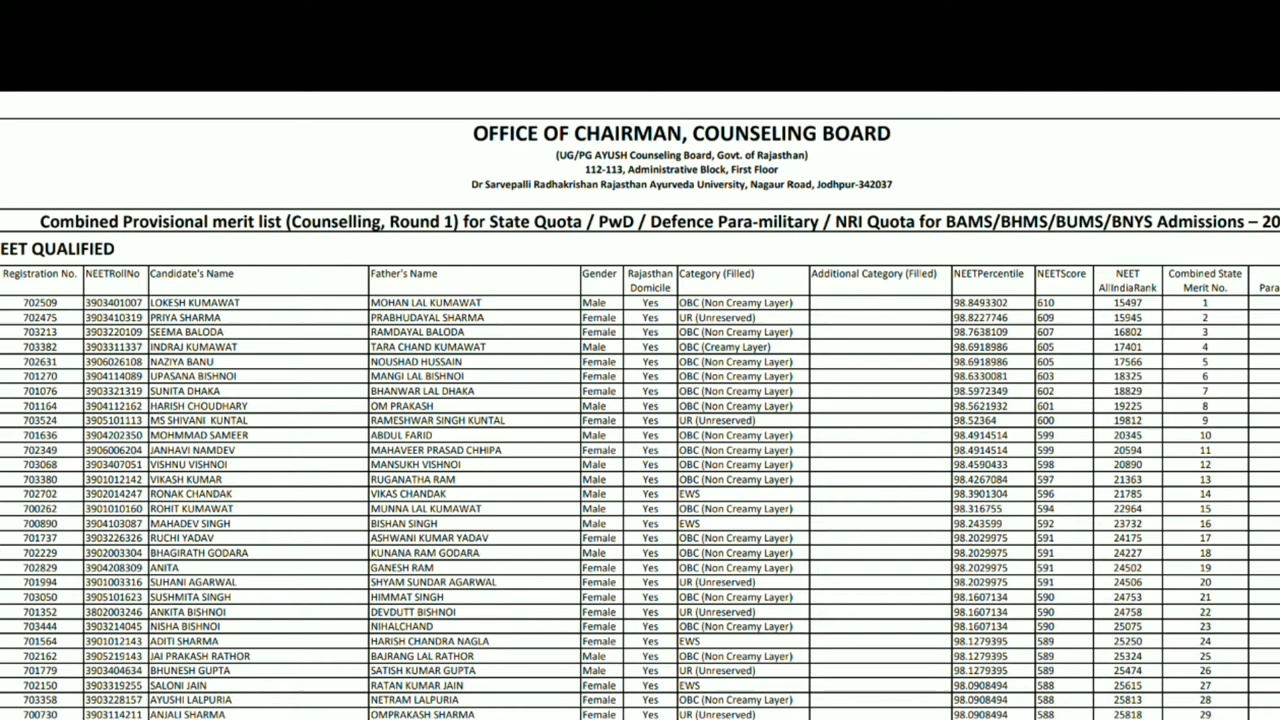 OFFICE OF CHAIRMAN, COUNSELING BOARD
(UG/PG AYUSH Counseling Board, Govt. of Rajasthan)
112-113, Administrative Block, First Floor
Dr Sarvepalli Radhakrishan Rajasthan Ayurveda University, Nagaur Road, Jodhpur-342037
Combined Provisional merit list (Counselling, Round 1) for State Quota / PwD / Defence Para-military / NRI Quota for BAMS/BHMS/BUMS/BNYS Admissions – 20
EET QUALIFIED
Registration No. NEETRollNo Candidate's Name Father's Name Gender Rajasthan Domicile Category (Filled) Additional Category (Filled) NEETPercentile NEETScore NEET AllIndiaRank Combined State Merit No. Para
702509 3903401007 LOKESH KUMAWAT MOHAN LAL KUMAWAT Male Yes OBC (Non Creamy Layer) 98.8493302 610 15497 1
702475 3903410319 PRIYA SHARMA PRABHUDAYAL SHARMA Female Yes UR (Unreserved) 98.8227746 609 15945 2
703213 3903220109 SEEMA BALODA RAMDAYAL BALODA Female Yes OBC (Non Creamy Layer) 98.7638109 607 16802 3
703382 3903311337 INDRAJ KUMAWAT TARA CHAND KUMAWAT Male Yes OBC (Creamy Layer) 98.6918986 605 17401 4
702631 3906026108 NAZIYA BANU NOUSHAD HUSSAIN Female Yes OBC (Non Creamy Layer) 98.6918986 605 17566 5
701270 3904114089 UPASANA BISHNOI MANGI LAL BISHNOI Female Yes OBC (Non Creamy Layer) 98.6330081 603 18325 6
701076 3903321319 SUNITA DHAKA BHANWAR LAL DHAKA Female Yes OBC (Non Creamy Layer) 98.5972349 602 18829 7
701164 3904112162 HARISH CHOUDHARY OM PRAKASH Male Yes OBC (Non Creamy Layer) 98.5621932 601 19225 8
703524 3905101113 MS SHIVANI KUNTAL RAMESHWAR SINGH KUNTAL Female Yes UR (Unreserved) 98.52364 600 19812 9
701636 3904202350 MOHMMAD SAMEER ABDUL FARID Male Yes OBC (Non Creamy Layer) 98.4914514 599 20345 10
702349 3906006204 JANHAVI NAMDEV MAHAVEER PRASAD CHHIPA Female Yes OBC (Non Creamy Layer) 98.4914514 599 20594 11
703068 3903407051 VISHNU VISHNOI MANSUKH VISHNOI Male Yes OBC (Non Creamy Layer) 98.4590433 598 20890 12
703380 3901012142 VIKASH KUMAR RUGANATHA RAM Male Yes OBC (Non Creamy Layer) 98.4267084 597 21363 13
702702 3902014247 RONAK CHANDAK VIKAS CHANDAK Male Yes EWS 98.3901304 596 21785 14
700262 3901010160 ROHIT KUMAWAT MUNNA LAL KUMAWAT Male Yes OBC (Non Creamy Layer) 98.316755 594 22964 15
700890 3904103087 MAHADEV SINGH BISHAN SINGH Male Yes EWS 98.243599 592 23732 16
701737 3903226326 RUCHI YADAV ASHWANI KUMAR YADAV Female Yes OBC (Non Creamy Layer) 98.2029975 591 24175 17
702229 3902003304 BHAGIRATH GODARA KUNANA RAM GODARA Male Yes OBC (Non Creamy Layer) 98.2029975 591 24227 18
702829 3904208309 ANITA GANESH RAM Female Yes OBC (Non Creamy Layer) 98.2029975 591 24502 19
701994 3901003316 SUHANI AGARWAL SHYAM SUNDAR AGARWAL Female Yes UR (Unreserved) 98.2029975 591 24506 20
703050 3905101623 SUSHMITA SINGH HIMMAT SINGH Female Yes OBC (Non Creamy Layer) 98.1607134 590 24753 21
701352 3802003246 ANKITA BISHNOI DEVDUTT BISHNOI Female Yes UR (Unreserved) 98.1607134 590 24758 22
703444 3903214045 NISHA BISHNOI NIHALCHAND Female Yes OBC (Non Creamy Layer) 98.1607134 590 25075 23
701564 3901012143 ADITI SHARMA HARISH CHANDRA NAGLA Female Yes EWS 98.1279395 589 25250 24
702162 3905219143 JAI PRAKASH RATHOR BAJRANG LAL RATHOR Male Yes OBC (Non Creamy Layer) 98.1279395 589 25324 25
701779 3903404634 BHUNESH GUPTA SATISH KUMAR GUPTA Male Yes UR (Unreserved) 98.1279395 589 25474 26
702150 3903319255 SALONI JAIN RATAN KUMAR JAIN Female Yes EWS 98.0908494 588 25615 27
703358 3903228157 AYUSHI LALPURIA NETRAM LALPURIA Female Yes OBC (Non Creamy Layer) 98.0908494 588 25813 28
700730 3903114211 ANJALI SHARMA OMPRAKASH SHARMA Female Yes UR (Unreserved) 98.0908494 588 25818 29